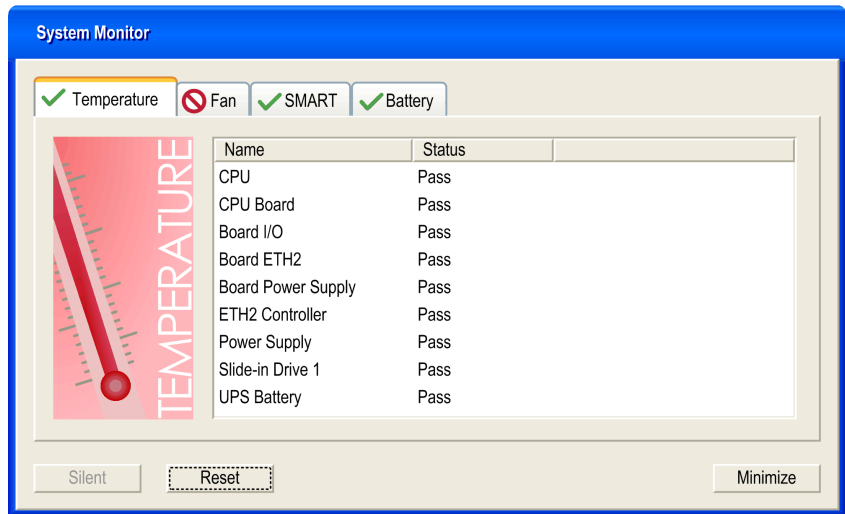 System Monitor
Temperature Fan SMART Battery
TEMPERATURE
Name Status
CPU Pass
CPU Board Pass
Board I/O Pass
Board ETH2 Pass
Board Power Supply Pass
ETH2 Controller Pass
Power Supply Pass
Slide-in Drive 1 Pass
UPS Battery Pass
Silent Reset Minimize